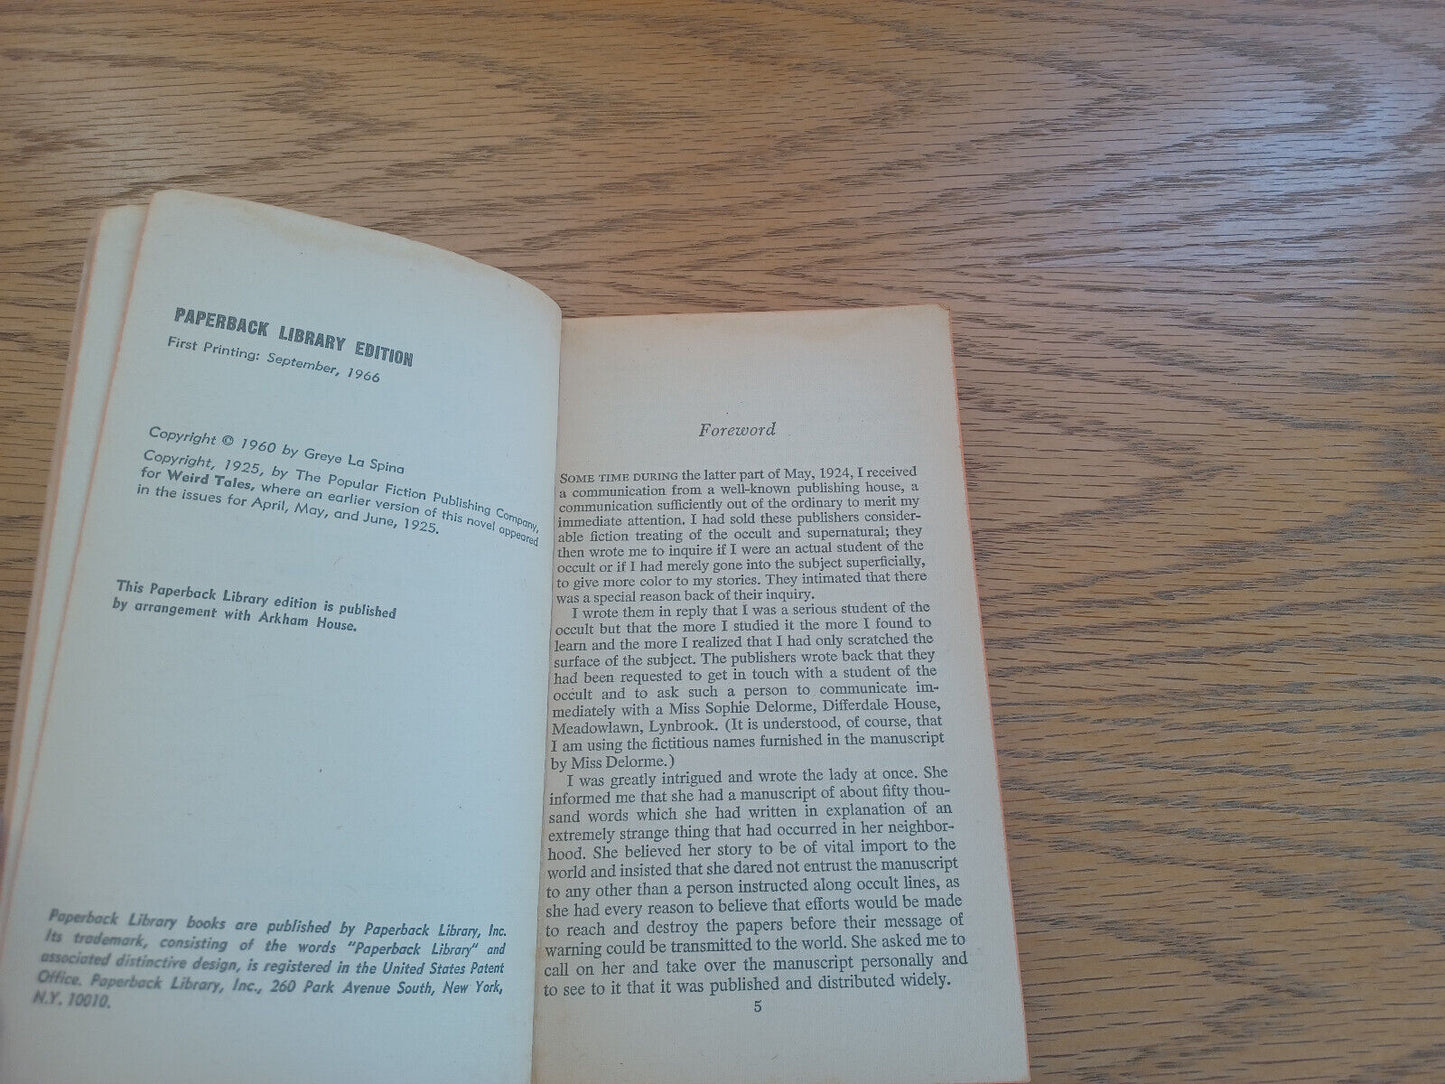 PAPERBACK LIBRARY EDITION
First Printing: September, 1966
Copyright © 1960 by Greye La Spina
Copyright, 1925, by The Popular Fiction Publishing Company,
for Weird Tales, where an earlier version of this novel appeared
in the issues for April, May, and June, 1925.
This Paperback Library edition is published
by arrangement with Arkham House.
Paperback Library books are published by Paperback Library, Inc.
Its trademark, consisting of the words "Paperback Library" and
associated distinctive design, is registered in the United States Patent
Office. Paperback Library, Inc., 260 Park Avenue South, New York,
N.Y. 10010.
Foreword
SOME TIME DURING the latter part of May, 1924, I received
a communication from a well-known publishing house, a
communication sufficiently out of the ordinary to merit my
immediate attention. I had sold these publishers consider-
able fiction treating of the occult and supernatural; they
then wrote me to inquire if I were an actual student of the
occult or if I had merely gone into the subject superficially,
to give more color to my stories. They intimated that there
was a special reason back of their inquiry.
I wrote them in reply that I was a serious student of the
occult but that the more I studied it the more I found to
learn and the more I realized that I had only scratched the
surface of the subject. The publishers wrote back that they
had been requested to get in touch with a student of the
occult and to ask such a person to communicate im-
mediately with a Miss Sophie Delorme, Differdale House,
Meadowlawn, Lynbrook. (It is understood, of course, that
I am using the fictitious names furnished in the manuscript
by Miss Delorme.)
I was greatly intrigued and wrote the lady at once. She
informed me that she had a manuscript of about fifty thou-
sand words which she had written in explanation of an
extremely strange thing that had occurred in her neighbor-
hood. She believed her story to be of vital import to the
world and insisted that she dared not entrust the manuscript
to any other than a person instructed along occult lines, as
she had every reason to believe that efforts would be made
to reach and destroy the papers before their message of
warning could be transmitted to the world. She asked me to
call on her and take over the manuscript personally and
to see to it that it was published and distributed widely.
5